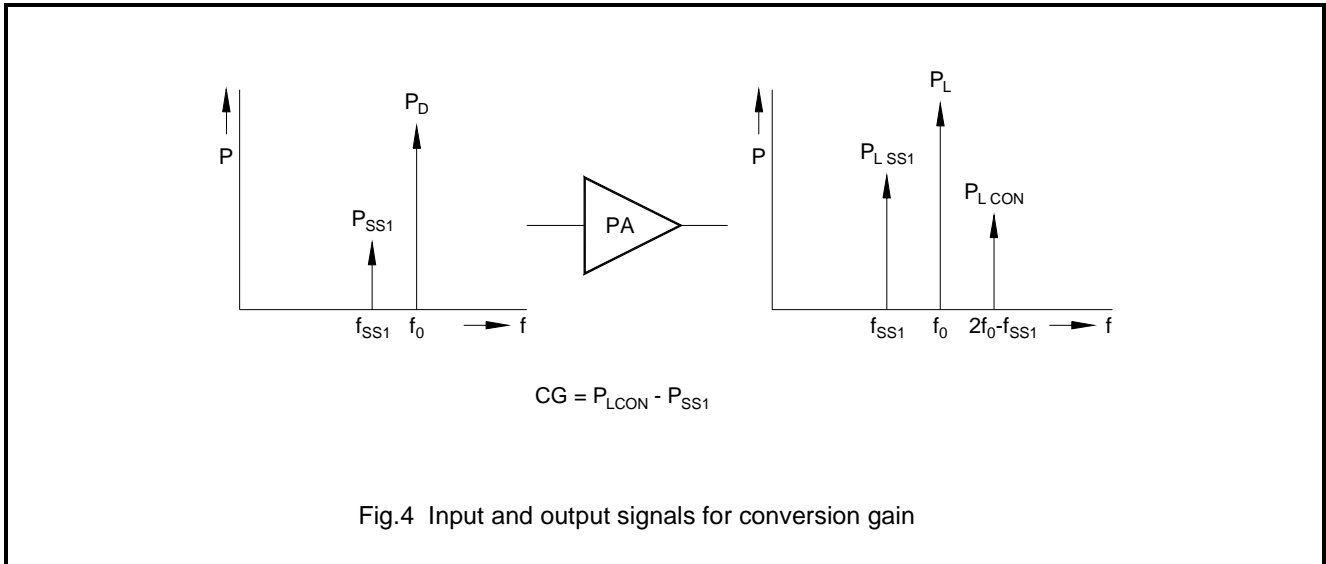 P
P_D
P_SS1
f_SS1 f_0 f
PA
P
P_L
P_L SS1
P_L CON
f_SS1 f_0 2f_0-f_SS1 f
CG = P_LCON - P_SS1
Fig.4 Input and output signals for conversion gain